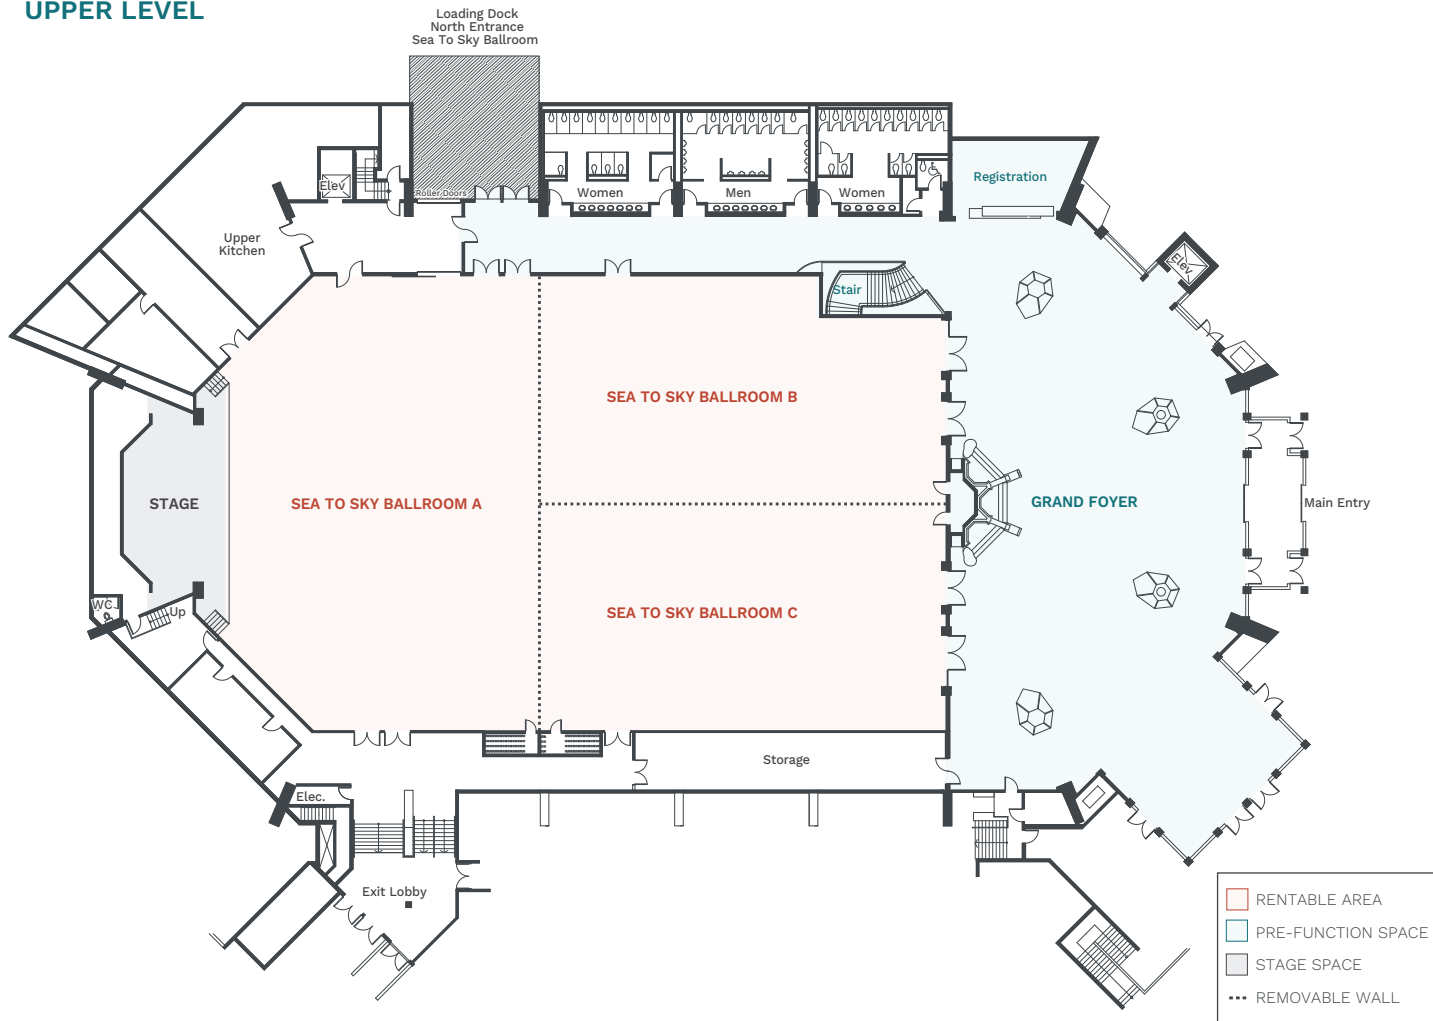 UPPER LEVEL
Loading Dock
North Entrance
Sea To Sky Ballroom
Elev
Roller Doors
Women
Men
Women
Registration
Upper
Kitchen
Elev
Stair
SEA TO SKY BALLROOM B
STAGE
SEA TO SKY BALLROOM A
GRAND FOYER
Main Entry
WC
Up
SEA TO SKY BALLROOM C
Storage
Elec.
Exit Lobby
RENTABLE AREA
PRE-FUNCTION SPACE
STAGE SPACE
REMOVABLE WALL